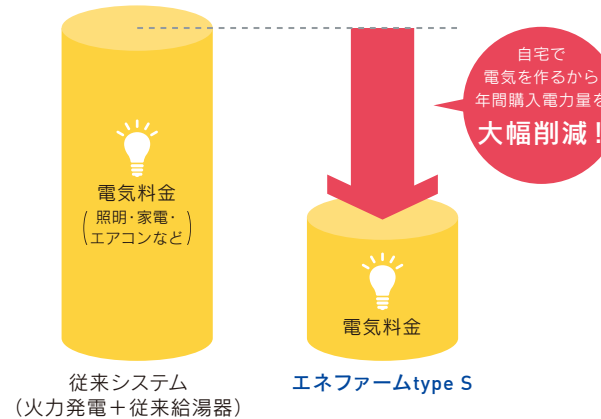 自宅で
電気を作るから
年間購入電力量を
大幅削減!
電気料金
(照明・家電・
エアコンなど)
電気料金
従来システム
(火力発電+従来給湯器)
エネファームtype S